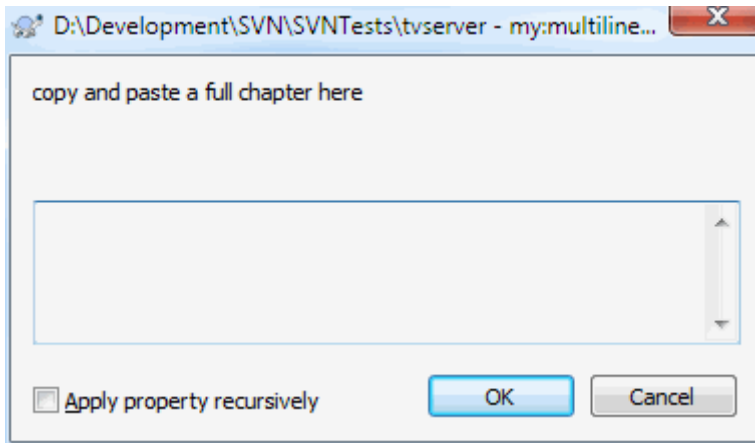 D:\Development\SVN\SVNTests\tvserver - my:multiline...
copy and paste a full chapter here
Apply property recursively
OK
Cancel